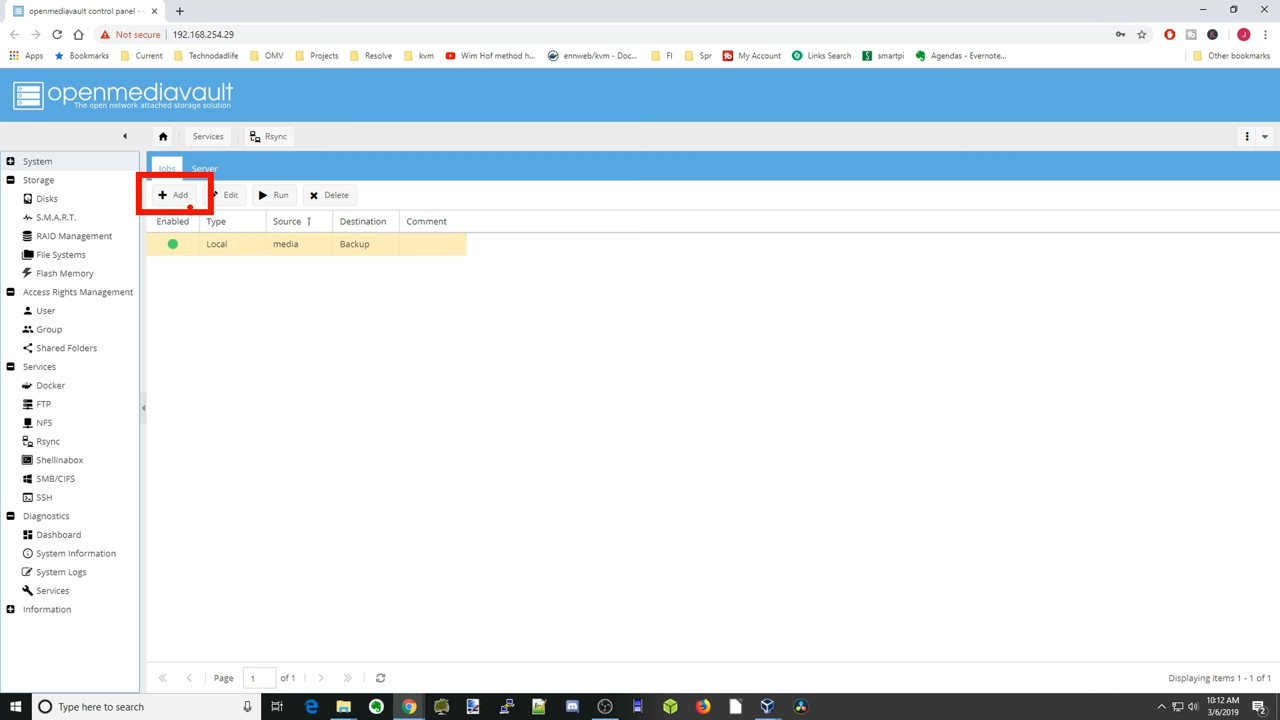 openmediavault control panel -
Not secure 192.168.254.29
Apps Bookmarks Current Technodadlife OMV Projects Resolve kvm Wim Hof method h... ennweb/kvm - Doc... FI Spr My Account Links Search smartpi Agendas - Evernote... Other bookmarks
openmediavault
The open network attached storage solution
Services Rsync
System
Storage
Disks
S.M.A.R.T.
RAID Management
File Systems
Flash Memory
Access Rights Management
User
Group
Shared Folders
Services
Docker
FTP
NFS
Rsync
Shellinabox
SMB/CIFS
SSH
Diagnostics
Dashboard
System Information
System Logs
Services
Information
Jobs Server
Add Edit Run Delete
Enabled Type Source Destination Comment
Local media Backup
Page 1 of 1
Displaying items 1 - 1 of 1
Type here to search
10:12 AM
3/6/2019
2